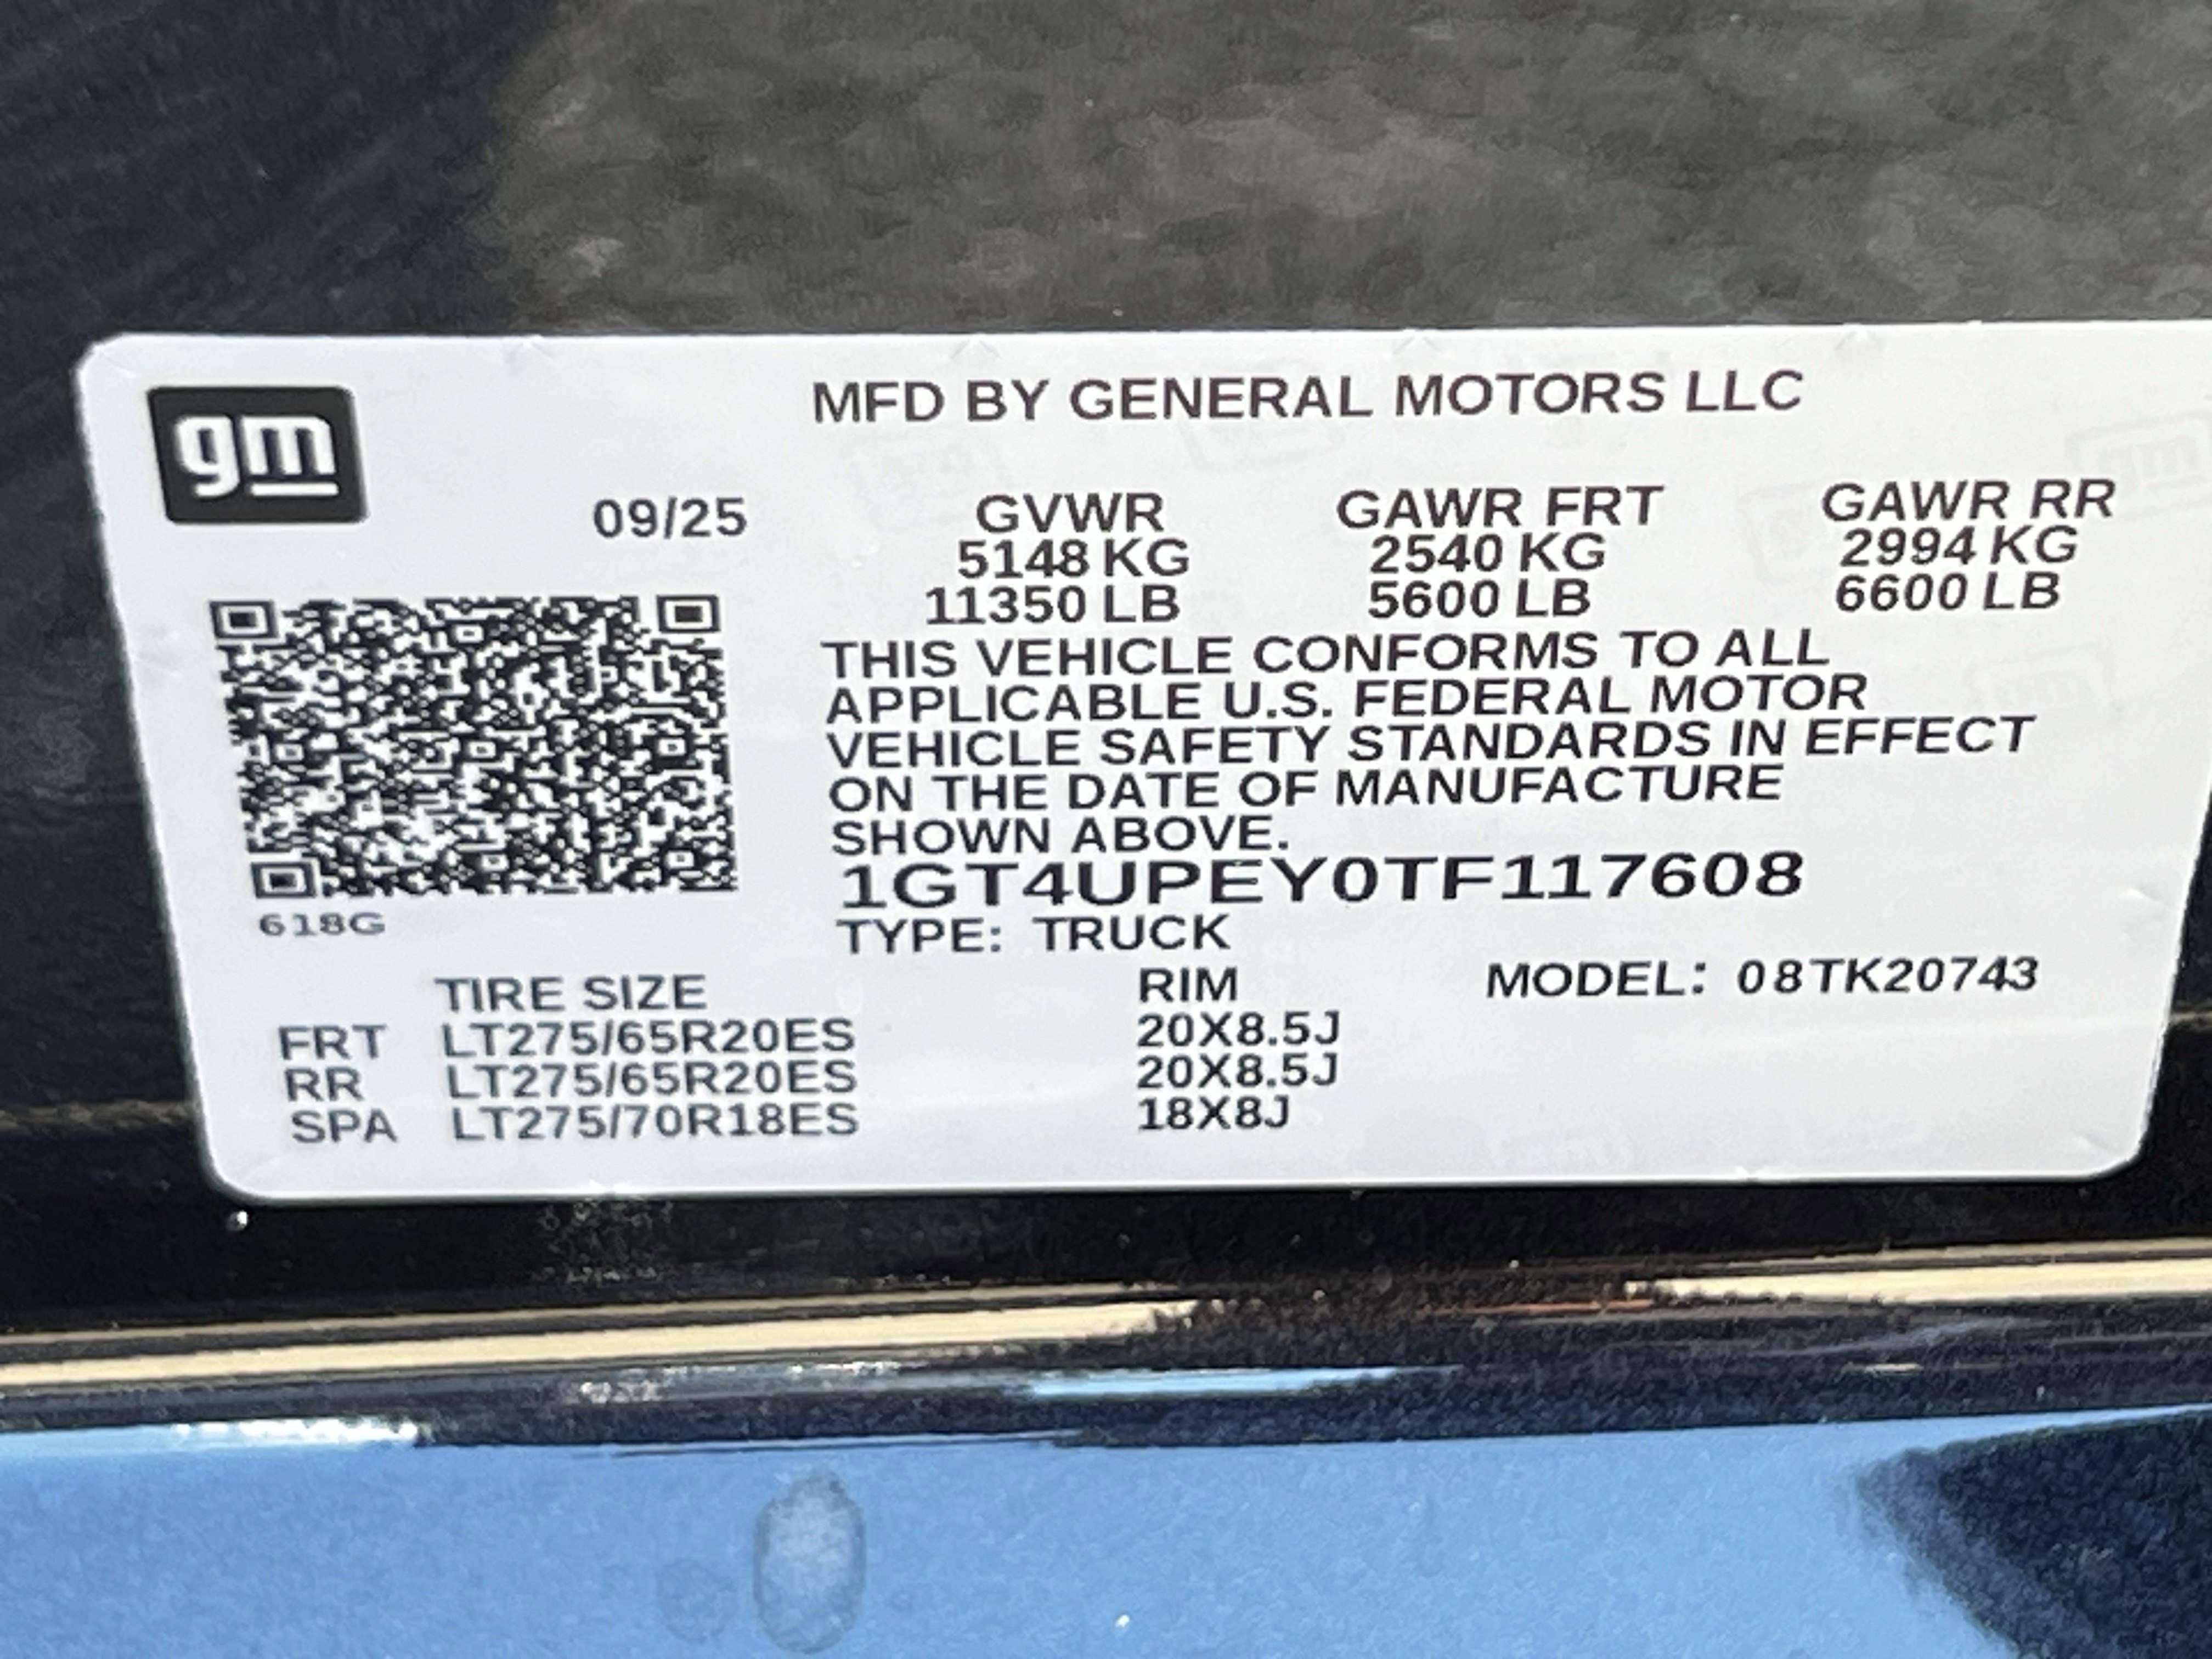 gm
MFD BY GENERAL MOTORS LLC
09/25
GVWR GAWR FRT GAWR RR
5148 KG 2540 KG 2994 KG
11350 LB 5600 LB 6600 LB
THIS VEHICLE CONFORMS TO ALL
APPLICABLE U.S. FEDERAL MOTOR
VEHICLE SAFETY STANDARDS IN EFFECT
ON THE DATE OF MANUFACTURE
SHOWN ABOVE.
1GT4UPEY0TF117608
618G
TYPE: TRUCK
TIRE SIZE RIM MODEL: 08TK20743
FRT LT275/65R20ES 20X8.5J
RR LT275/65R20ES 20X8.5J
SPA LT275/70R18ES 18X8J